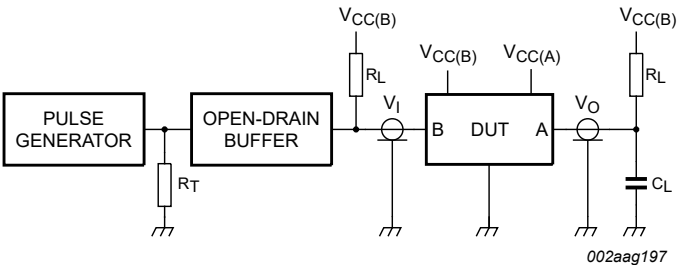 VCC(B)
VCC(B)
VCC(B)
VCC(A)
RL
RL
VI
VO
PULSE
GENERATOR
OPEN-DRAIN
BUFFER
B
DUT
A
RT
CL
002aag197